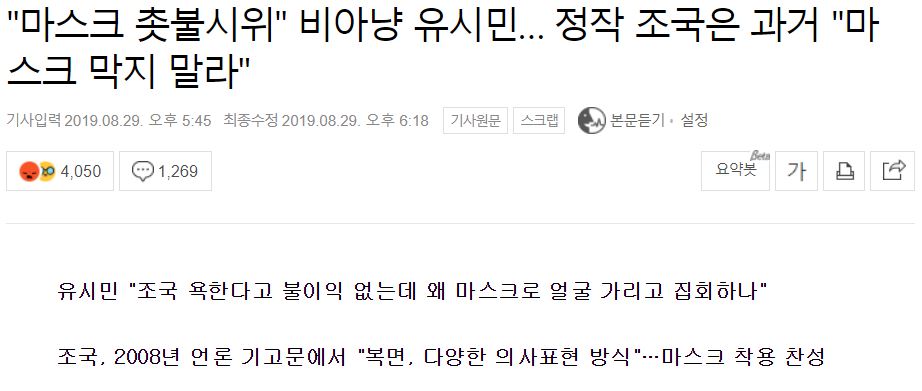 "마스크 촛불시위" 비아냥 유시민... 정작 조국은 과거 "마
스크 막지 말라"
기사입력 2019.08.29. 오후 5:45 최종수정 2019.08.29. 오후 6:18 기사원문 스크랩 본문듣기 · 설정
4,050 1,269 요약봇 Beta 가
유시민 "조국 욕한다고 불이익 없는데 왜 마스크로 얼굴 가리고 집회하나"
조국, 2008년 언론 기고문에서 "복면, 다양한 의사표현 방식"…마스크 착용 찬성